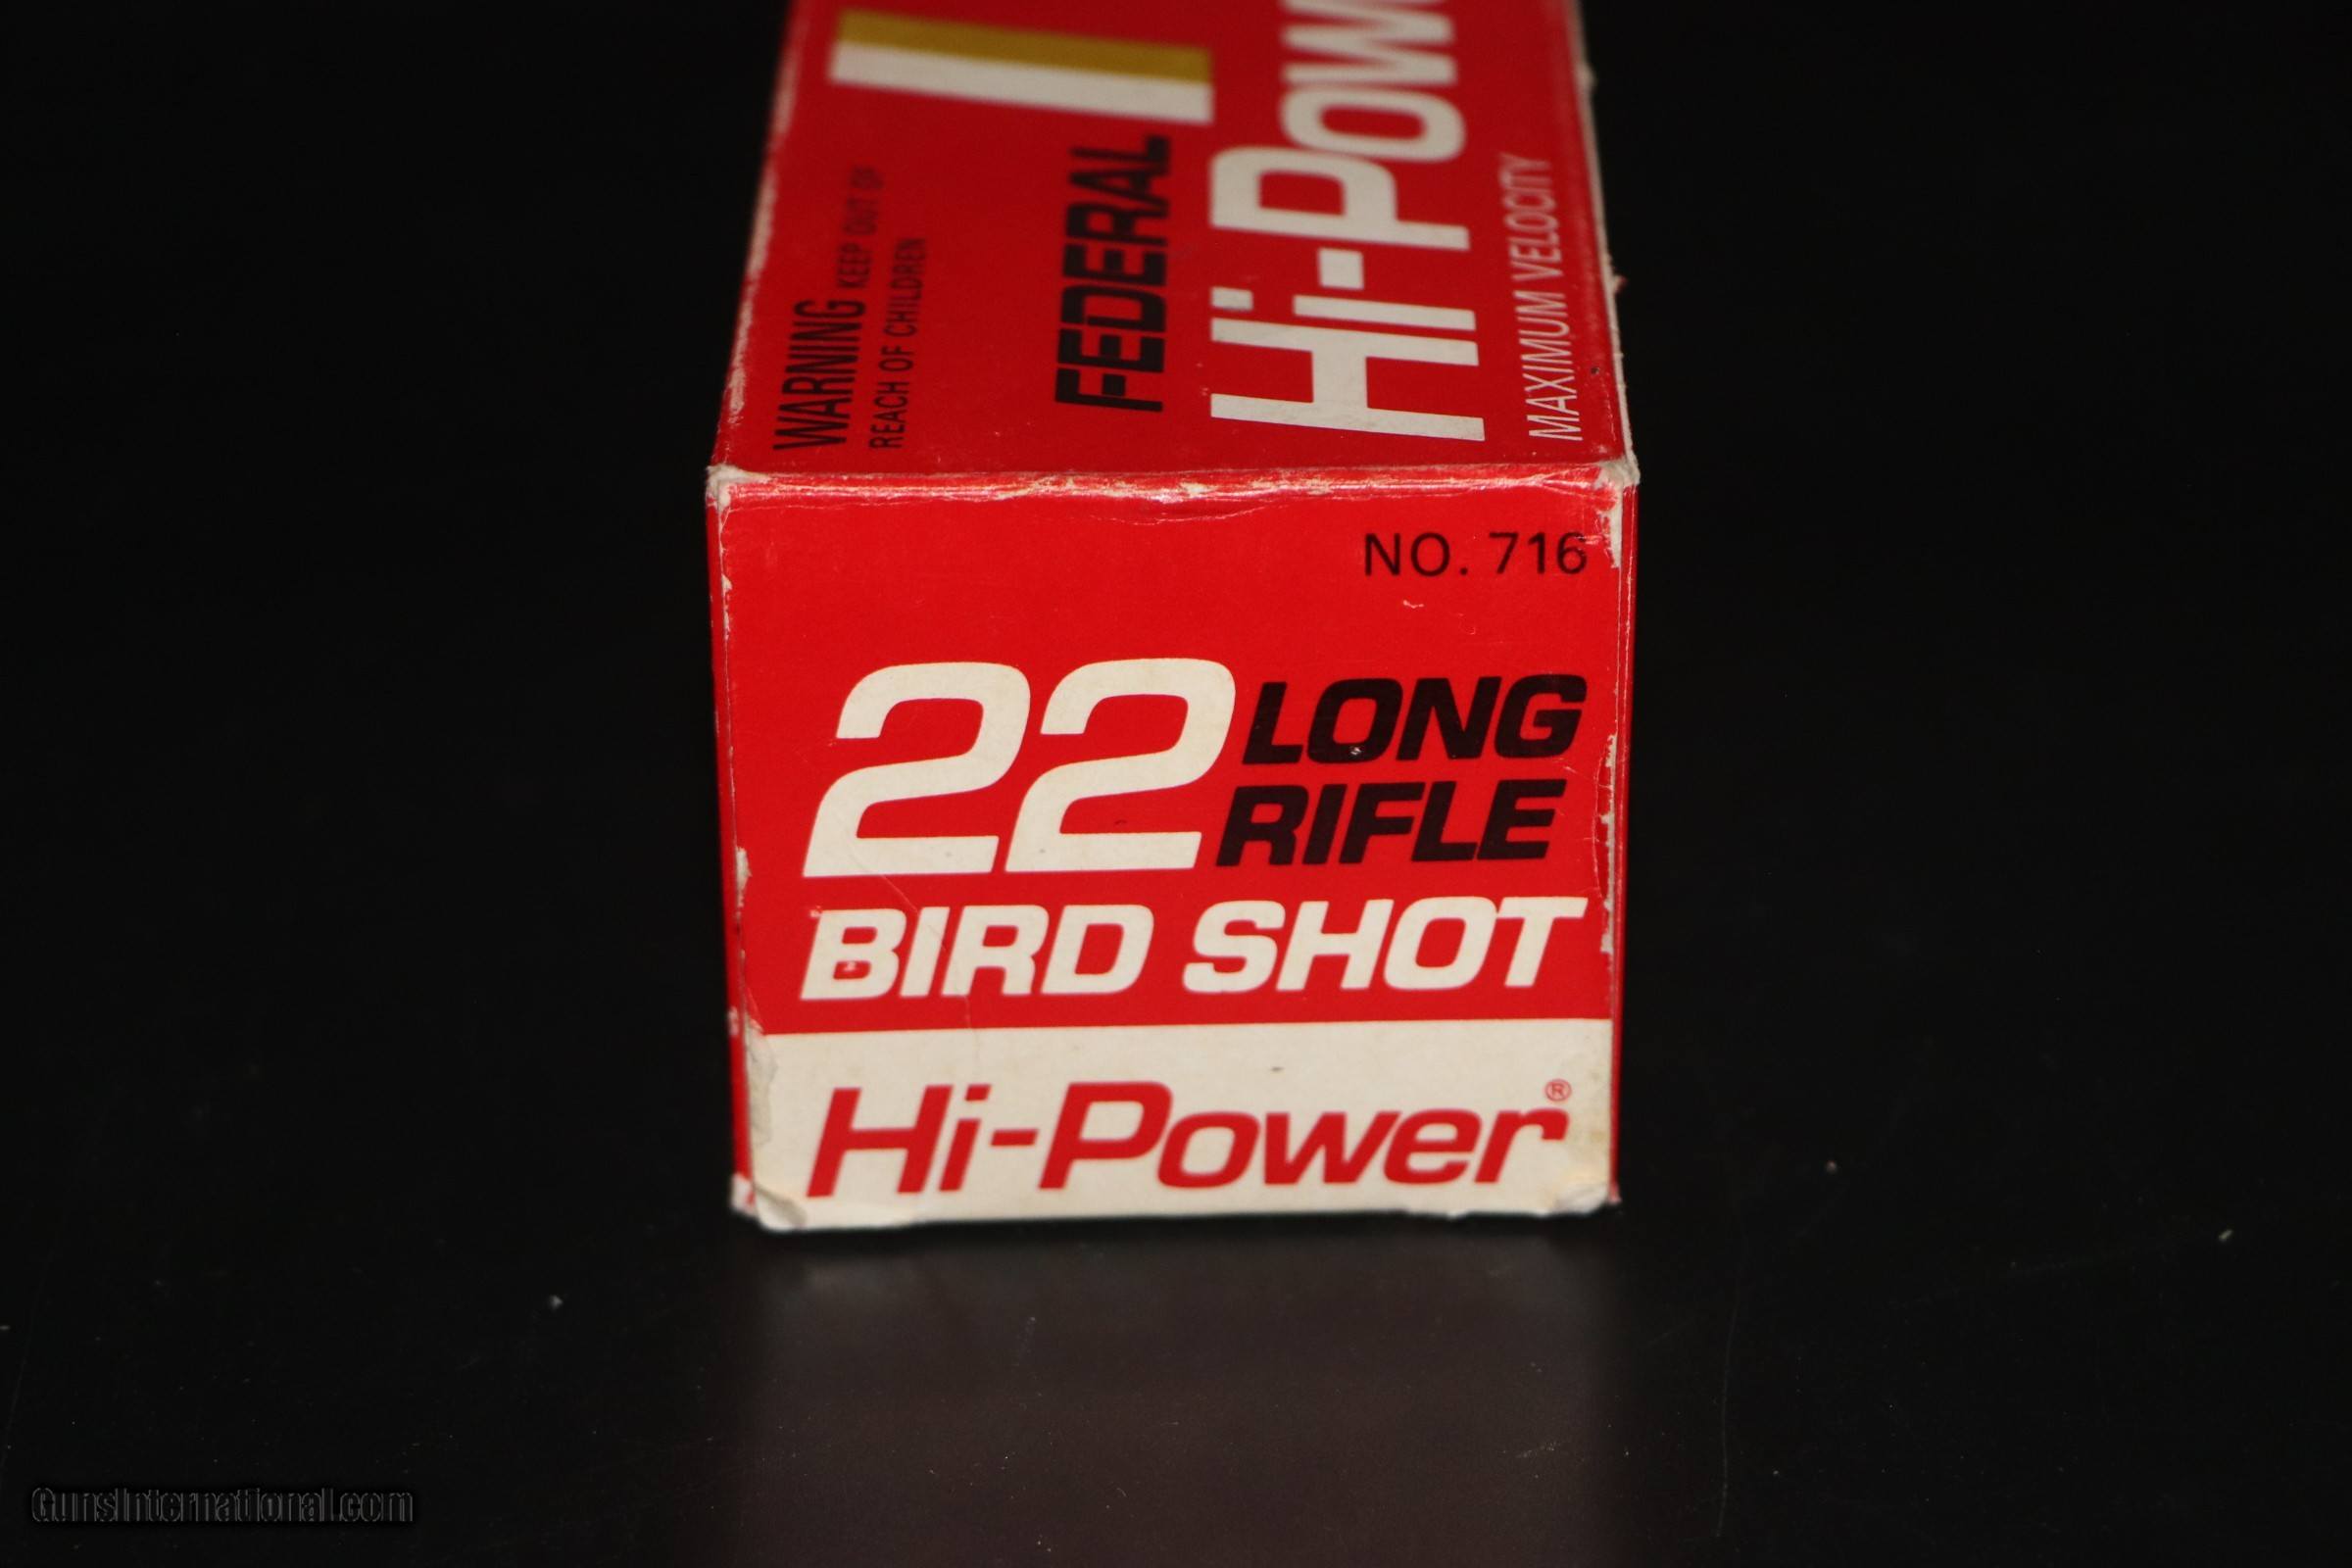 WARNING KEEP OUT OF
REACH OF CHILDREN
FEDERAL
Hi-Pow
MAXIMUM VELOCITY
NO. 716
22 LONG
RIFLE
BIRD SHOT
Hi-Power®
GunsInternational.com